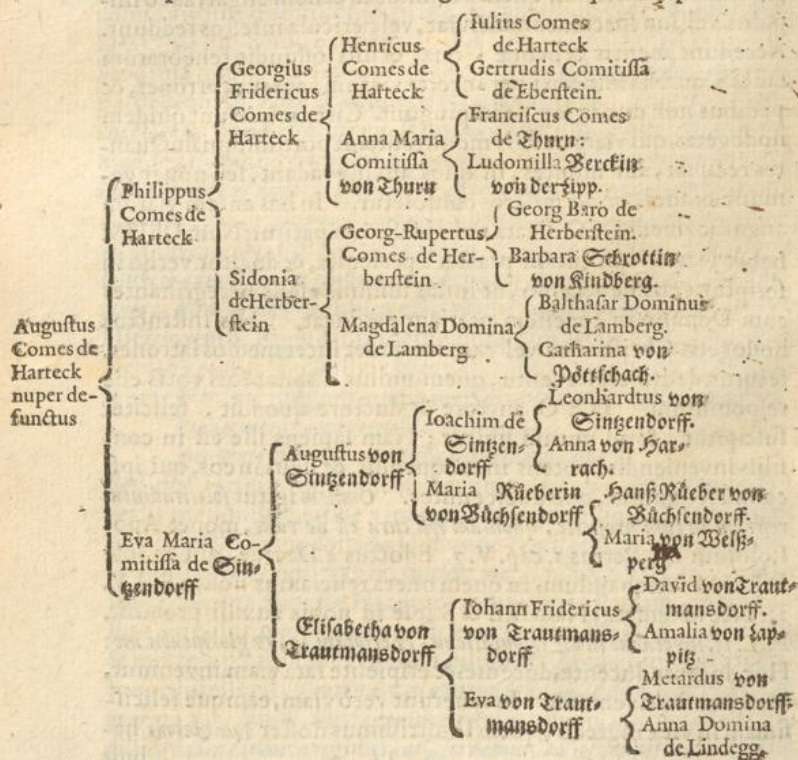 Augustus
Comes de
Harteck
nuper de-
functus
Philippus
Comes de
Harteck
Georgius
Fridericus
Comes de
Harteck
Henricus
Comes de
Harteck
Iulius Comes
de Harteck
Gertrudis Comitissa
de Eberstein.
Anna Maria
Comitissa
von Thurn
Franciscus Comes
de Thurn:
Ludomilla Berckin
von der Lipp.
Sidonia
de Herber-
stein
Georg-Rupertus
Comes de Her-
berstein
Georg Baro de
Herberstein.
Barbara Schrottin
von Kindberg.
Magdalena Domina
de Lamberg
Balthasar Dominus
de Lamberg.
Catharina von
Pöttschach.
Eva Maria Co-
mitissa de Sin-
tzendorff
Augustus von
Sintzendorff
Ioachim de
Sintzen-
dorff
Leonhardtus von
Sintzendorff.
Anna von Har-
rach.
Maria Rüeberin
von Büchsendorff
Hanß Rüeber von
Büchsendorff.
Maria von Welß-
perg
Elisabetha von
Trautmansdorff
Iohann Fridericus
von Trautmans-
dorff
David von Traut-
mansdorff.
Amalia von Lap-
pitz
Eva von Traut-
mansdorff
Metardus von
Trautmansdorff:
Anna Domina
de Lindegg.